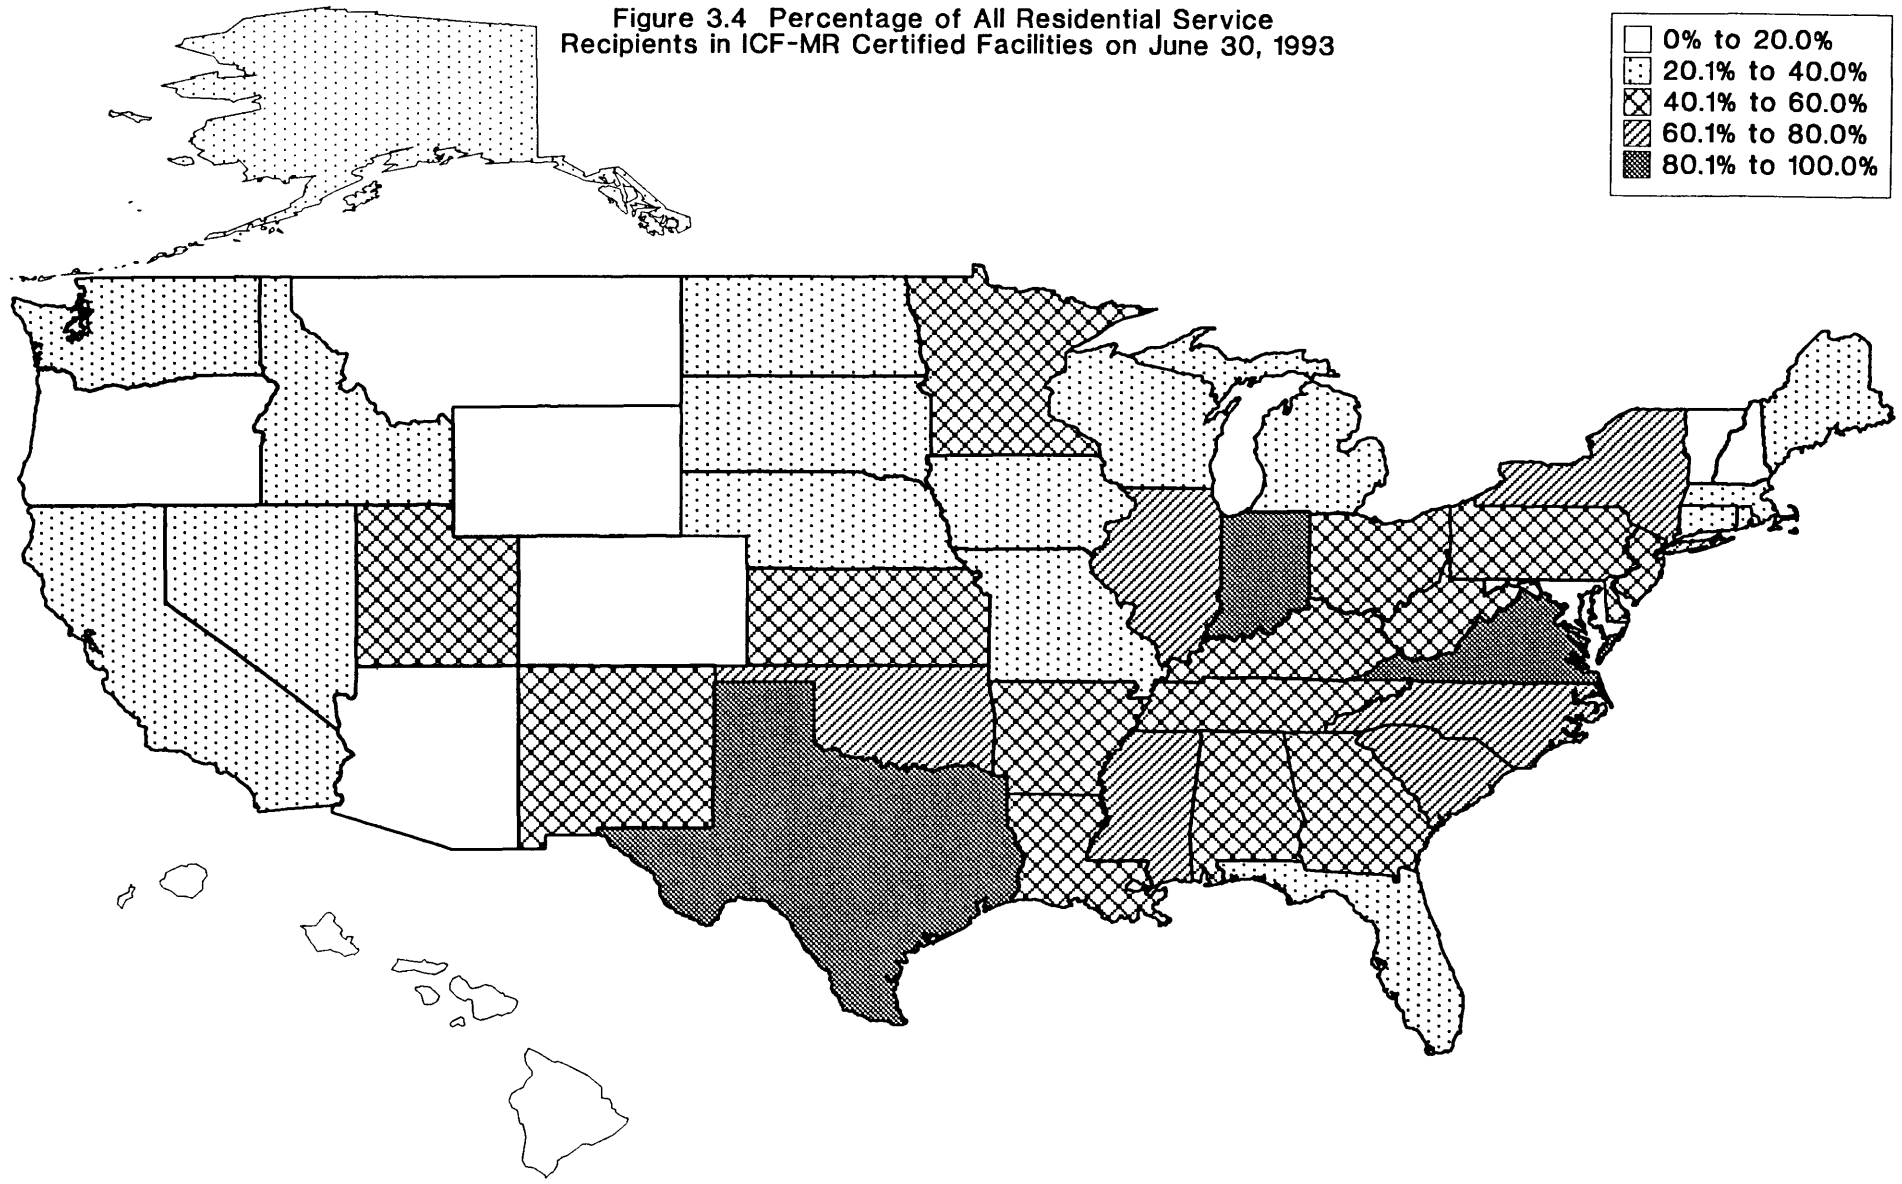 Figure 3.4 Percentage of All Residential Service
Recipients in ICF-MR Certified Facilities on June 30, 1993
0% to 20.0%
20.1% to 40.0%
40.1% to 60.0%
60.1% to 80.0%
80.1% to 100.0%